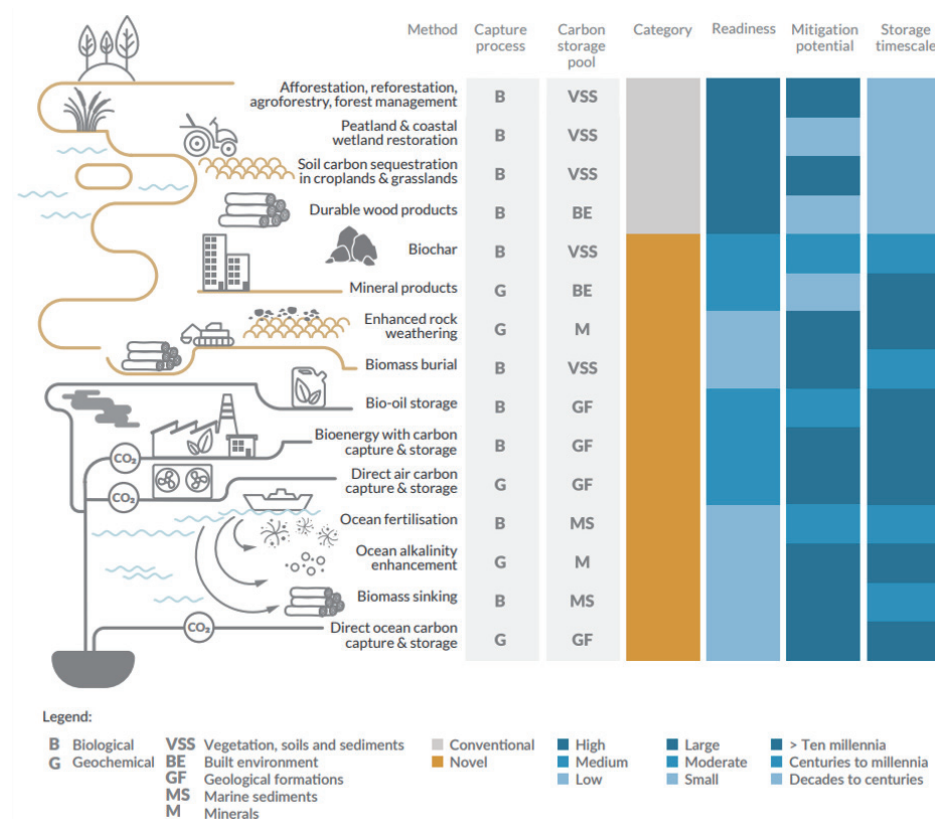 Method Capture process Carbon storage pool Category Readiness Mitigation potential Storage timescale
Afforestation, reforestation,
agroforestry, forest management B VSS
Peatland & coastal
wetland restoration B VSS
Soil carbon sequestration
in croplands & grasslands B VSS
Durable wood products B BE
Biochar B VSS
Mineral products G BE
Enhanced rock
weathering G M
Biomass burial B VSS
Bio-oil storage B GF
Bioenergy with carbon
capture & storage B GF
CO₂
Direct air carbon
capture & storage G GF
CO₂
Ocean fertilisation B MS
Ocean alkalinity
enhancement G M
Biomass sinking B MS
Direct ocean carbon
capture & storage G GF
CO₂
Legend:
B Biological
G Geochemical
VSS Vegetation, soils and sediments
BE Built environment
GF Geological formations
MS Marine sediments
M Minerals
Conventional
Novel
High
Medium
Low
Large
Moderate
Small
> Ten millennia
Centuries to millennia
Decades to centuries